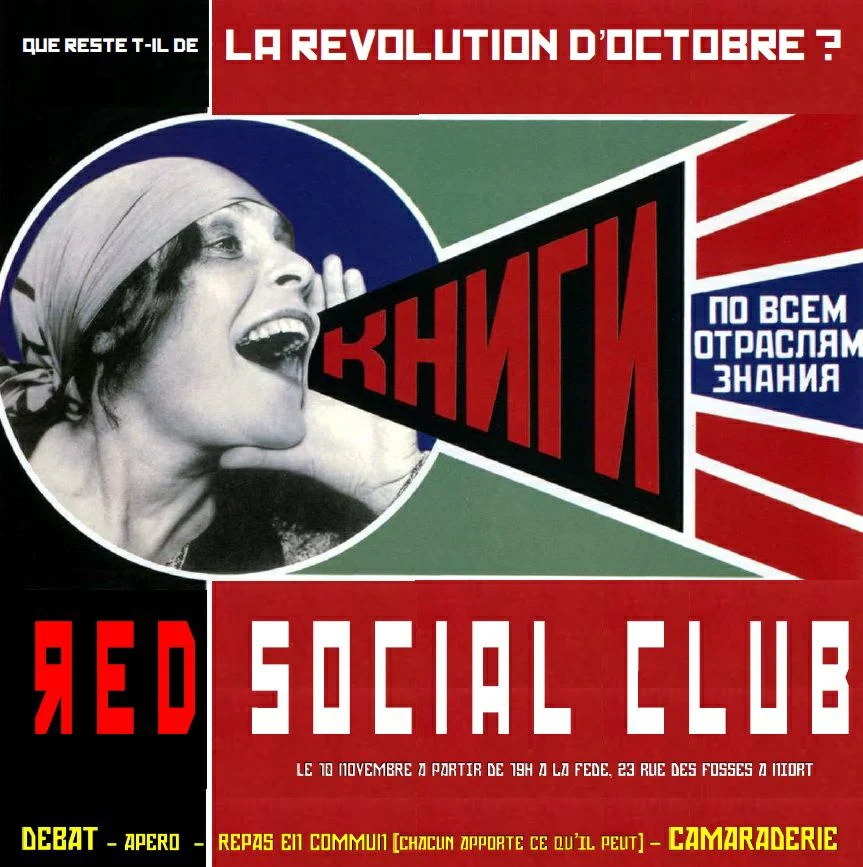 QUE RESTE T-IL DE LA REVOLUTION D'OCTOBRE ?
КНИГИ
ПО ВСЕМ
ОТРАСЛЯМ
ЗНАНИЯ
ЯED SOCIAL CLUB
LE 10 NOVEMBRE A PARTIR DE 19H A LA FEDE, 23 RUE DES FOSSES A NIORT
DEBAT - APERO - REPAS EN COMMUN [CHACUN APPORTE CE QU'IL PEUT] - CAMARADERIE